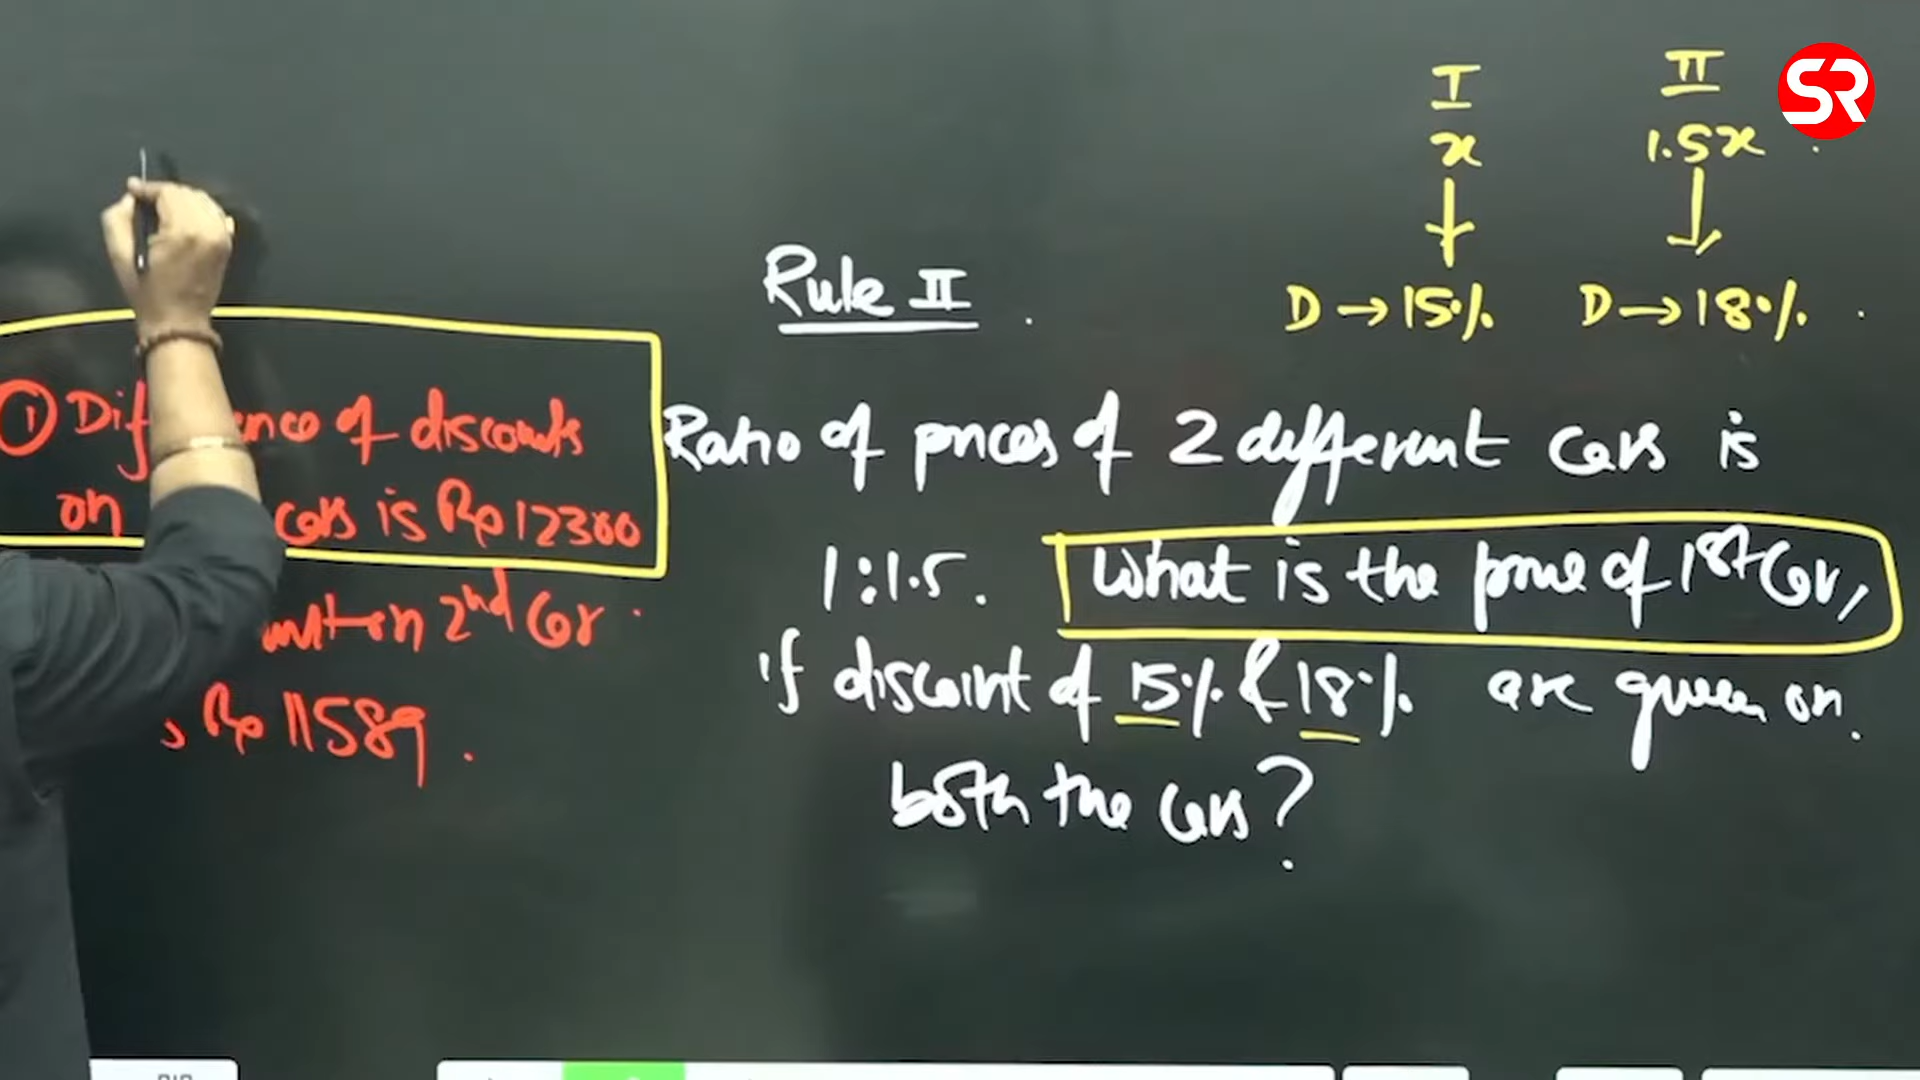 I
II
SR
x
1.5x
D→15%
D→18%
Rule II
Ratio of prices of 2 different cars is
1:1.5. What is the price of 1st Car,
if discount of 15% & 18% are given on
both the cars?
① of discounts
on cars is Rs 12300
on 2nd Car
Rs 11589.